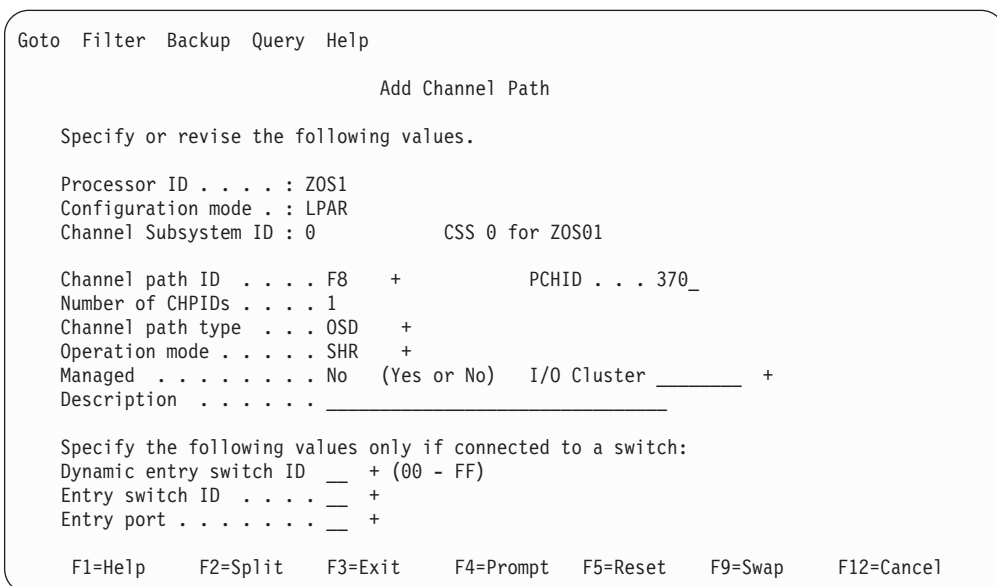 Goto  Filter  Backup  Query  Help
Add Channel Path
Specify or revise the following values.
Processor ID . . . . : ZOS1
Configuration mode . : LPAR
Channel Subsystem ID : 0            CSS 0 for ZOS01
Channel path ID  . . . . F8    +             PCHID . . . 370_
Number of CHPIDs . . . . 1
Channel path type  . . . OSD    +
Operation mode . . . . . SHR    +
Managed  . . . . . . . . No   (Yes or No)   I/O Cluster ________  +
Description  . . . . . . ________________________________
Specify the following values only if connected to a switch:
Dynamic entry switch ID  __  + (00 - FF)
Entry switch ID  . . . . __  +
Entry port . . . . . . . __  +
F1=Help     F2=Split   F3=Exit     F4=Prompt   F5=Reset    F9=Swap     F12=Cancel